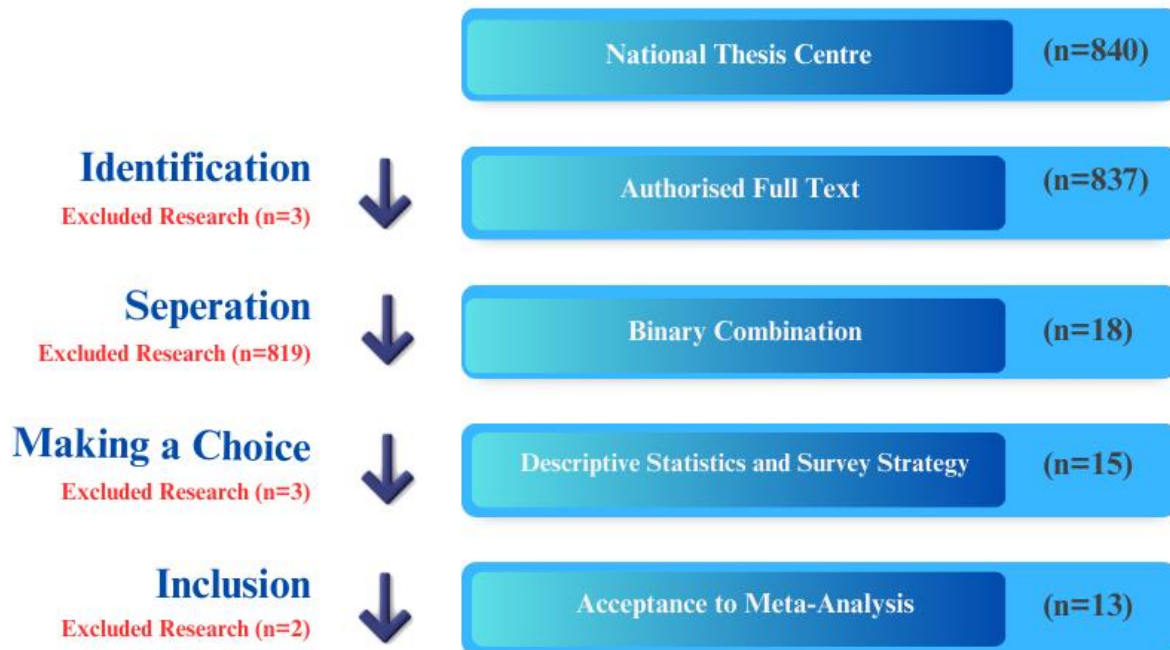 National Thesis Centre (n=840)
Identification
Excluded Research (n=3)
Authorised Full Text (n=837)
Seperation
Excluded Research (n=819)
Binary Combination (n=18)
Making a Choice
Excluded Research (n=3)
Descriptive Statistics and Survey Strategy (n=15)
Inclusion
Excluded Research (n=2)
Acceptance to Meta-Analysis (n=13)